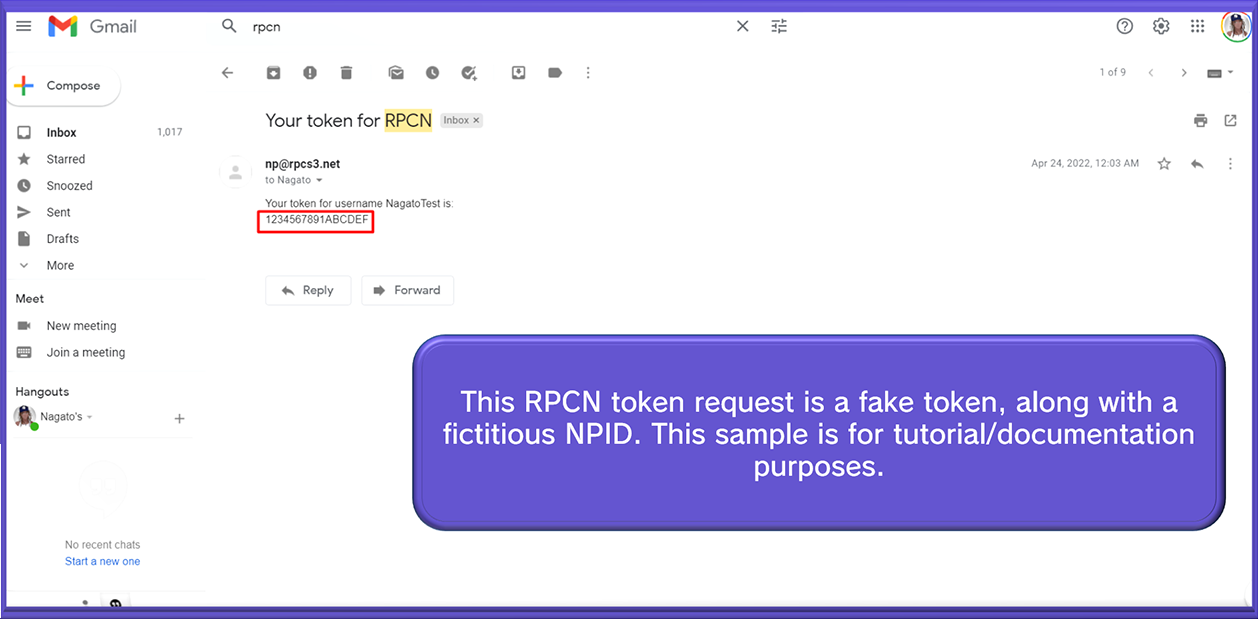 Gmail
rpcn
Compose
1 of 9
Inbox 1,017
Starred
Snoozed
Sent
Drafts
More
Meet
New meeting
Join a meeting
Hangouts
Nagato's
No recent chats
Start a new one
Your token for RPCN Inbox ×
np@rpcs3.net
Apr 24, 2022, 12:03 AM
to Nagato
Your token for username NagatoTest is:
1234567891ABCDEF
Reply Forward
This RPCN token request is a fake token, along with a
fictitious NPID. This sample is for tutorial/documentation
purposes.